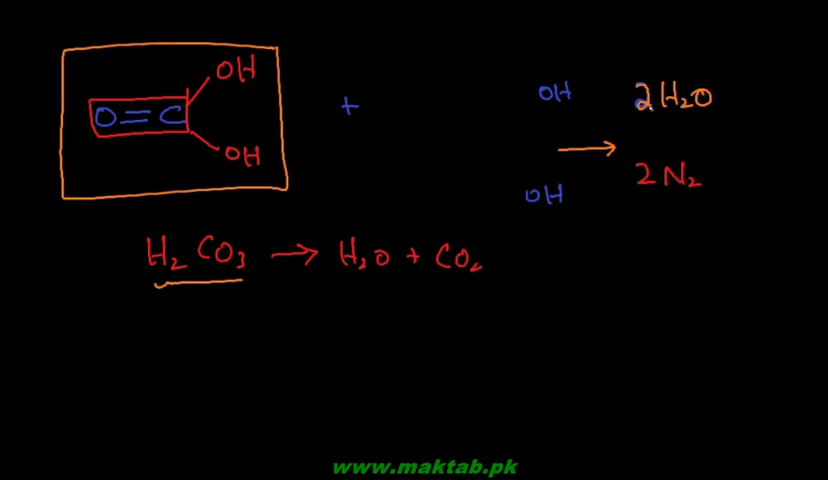 OH
O=C
OH
+
OH
OH
→
2H₂O
2N₂
H₂CO₃ → H₂O + CO₂
www.maktab.pk